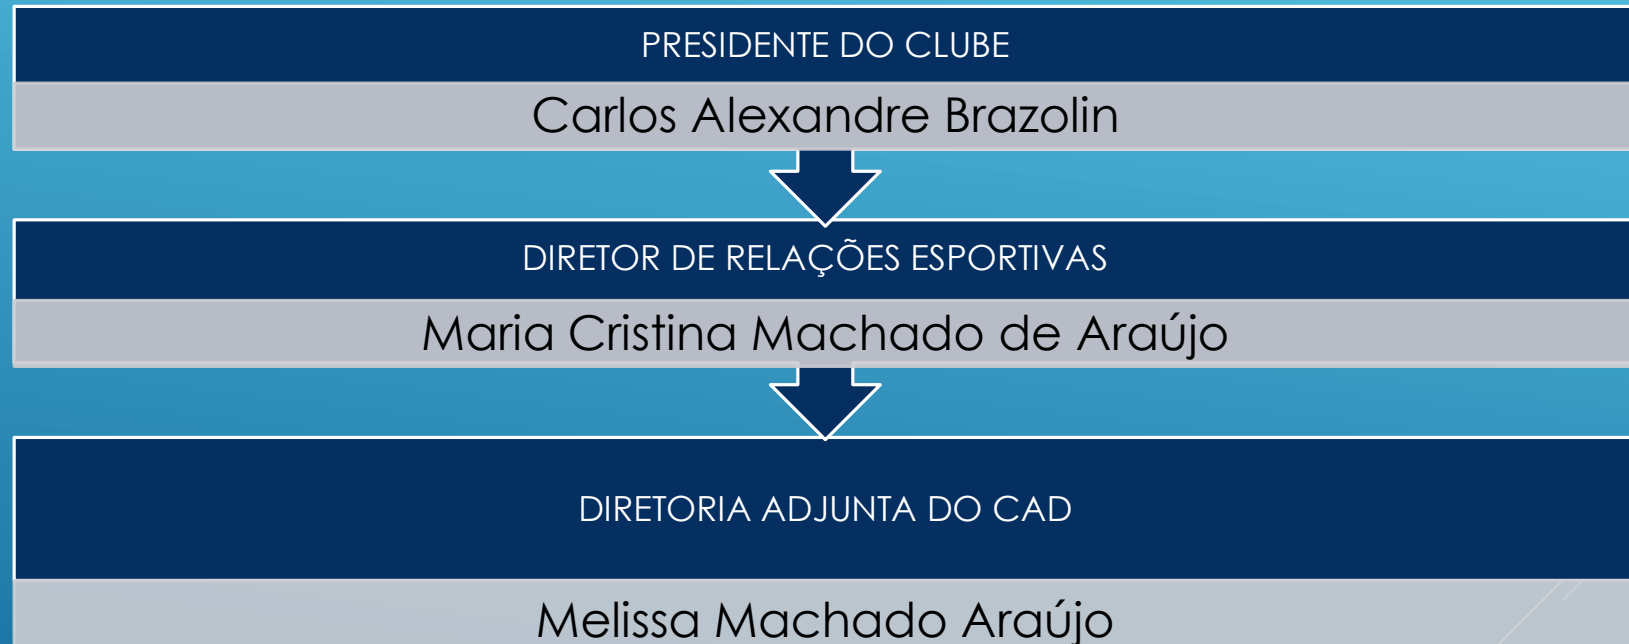 PRESIDENTE DO CLUBE
Carlos Alexandre Brazolin
DIRETOR DE RELAÇÕES ESPORTIVAS
Maria Cristina Machado de Araújo
DIRETORIA ADJUNTA DO CAD
Melissa Machado Araújo